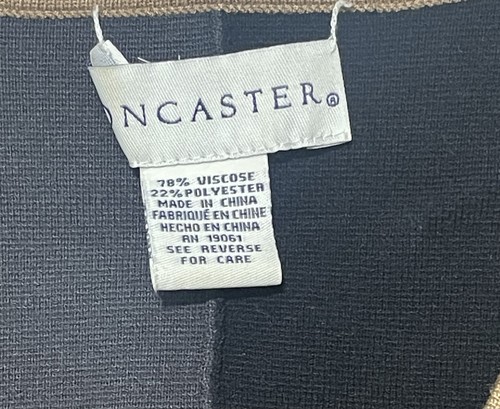 ONCASTER®
78% VISCOSE
22% POLYESTER
MADE IN CHINA
FABRIQUÉ EN CHINE
HECHO EN CHINA
RN 19061
SEE REVERSE
FOR CARE